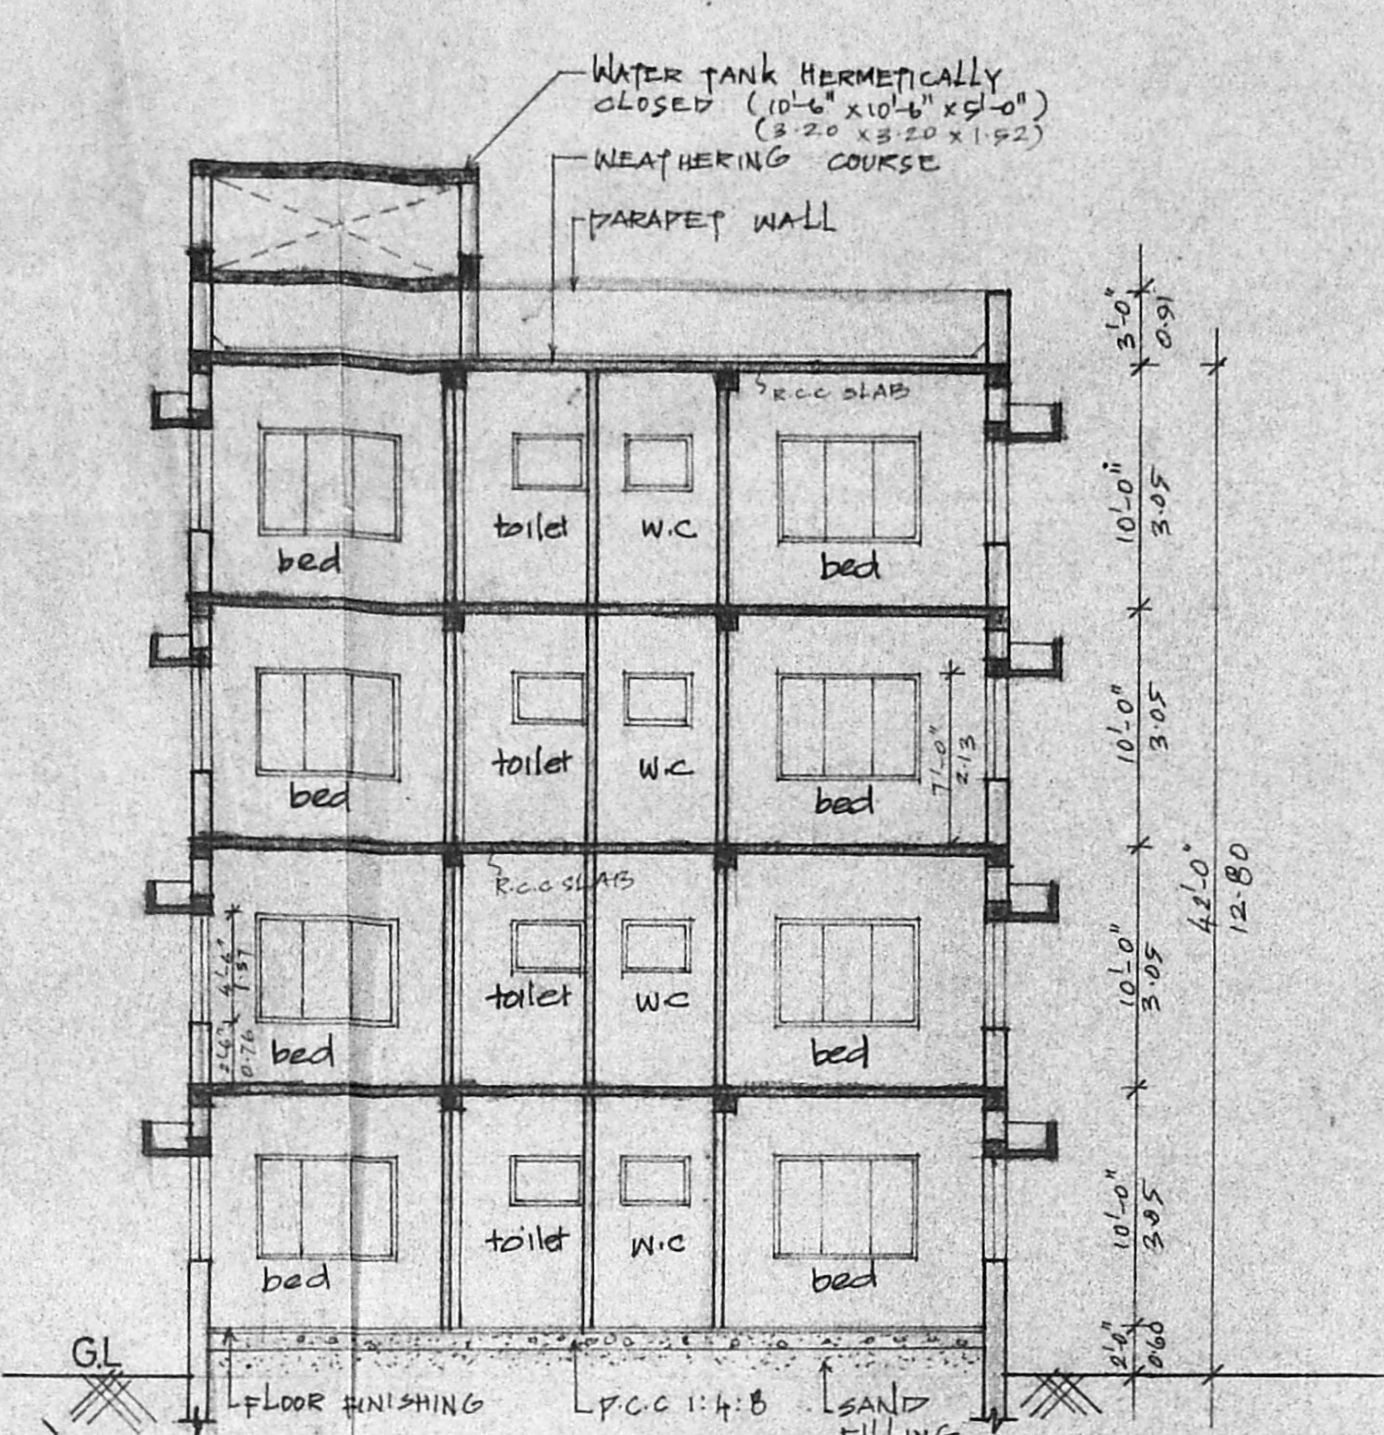 WATER TANK HERMETICALLY
CLOSED (10'-6" x 10'-6" x 5'-0")
(3.20 x 3.20 x 1.52)
WEATHERING COURSE
PARAPET WALL
3'-0"
0.91
R.C.C SLAB
10'-0"
3.05
toilet
W.C
bed
bed
10'-0"
3.05
7'-0"
2.13
toilet
W.C
bed
bed
42'-0"
12.80
R.C.C SLAB
4'-6"
1.37
10'-0"
3.05
toilet
W.C
2'-6"
0.76
bed
bed
10'-0"
3.05
toilet
W.C
bed
bed
2'-0"
0.60
G.L
FLOOR FINISHING
P.C.C 1:4:8
SAND
FILLING